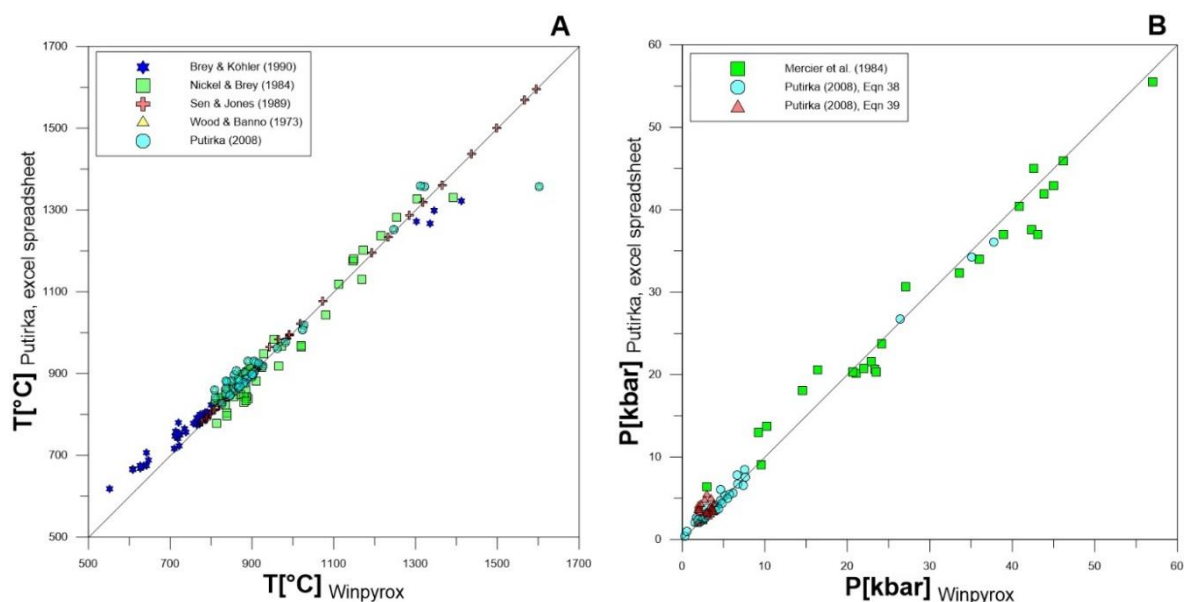 A
1700
1500
1300
1100
900
700
500
T[°C] Putirka, excel spreadsheet
Brey & Köhler (1990)
Nickel & Brey (1984)
Sen & Jones (1989)
Wood & Banno (1973)
Putirka (2008)
500 700 900 1100 1300 1500 1700
T[°C] Winpyrox
B
60
50
40
30
20
10
0
P[kbar] Putirka, excel spreadsheet
Mercier et al. (1984)
Putirka (2008), Eqn 38
Putirka (2008), Eqn 39
0 10 20 30 40 50 60
P[kbar] Winpyrox